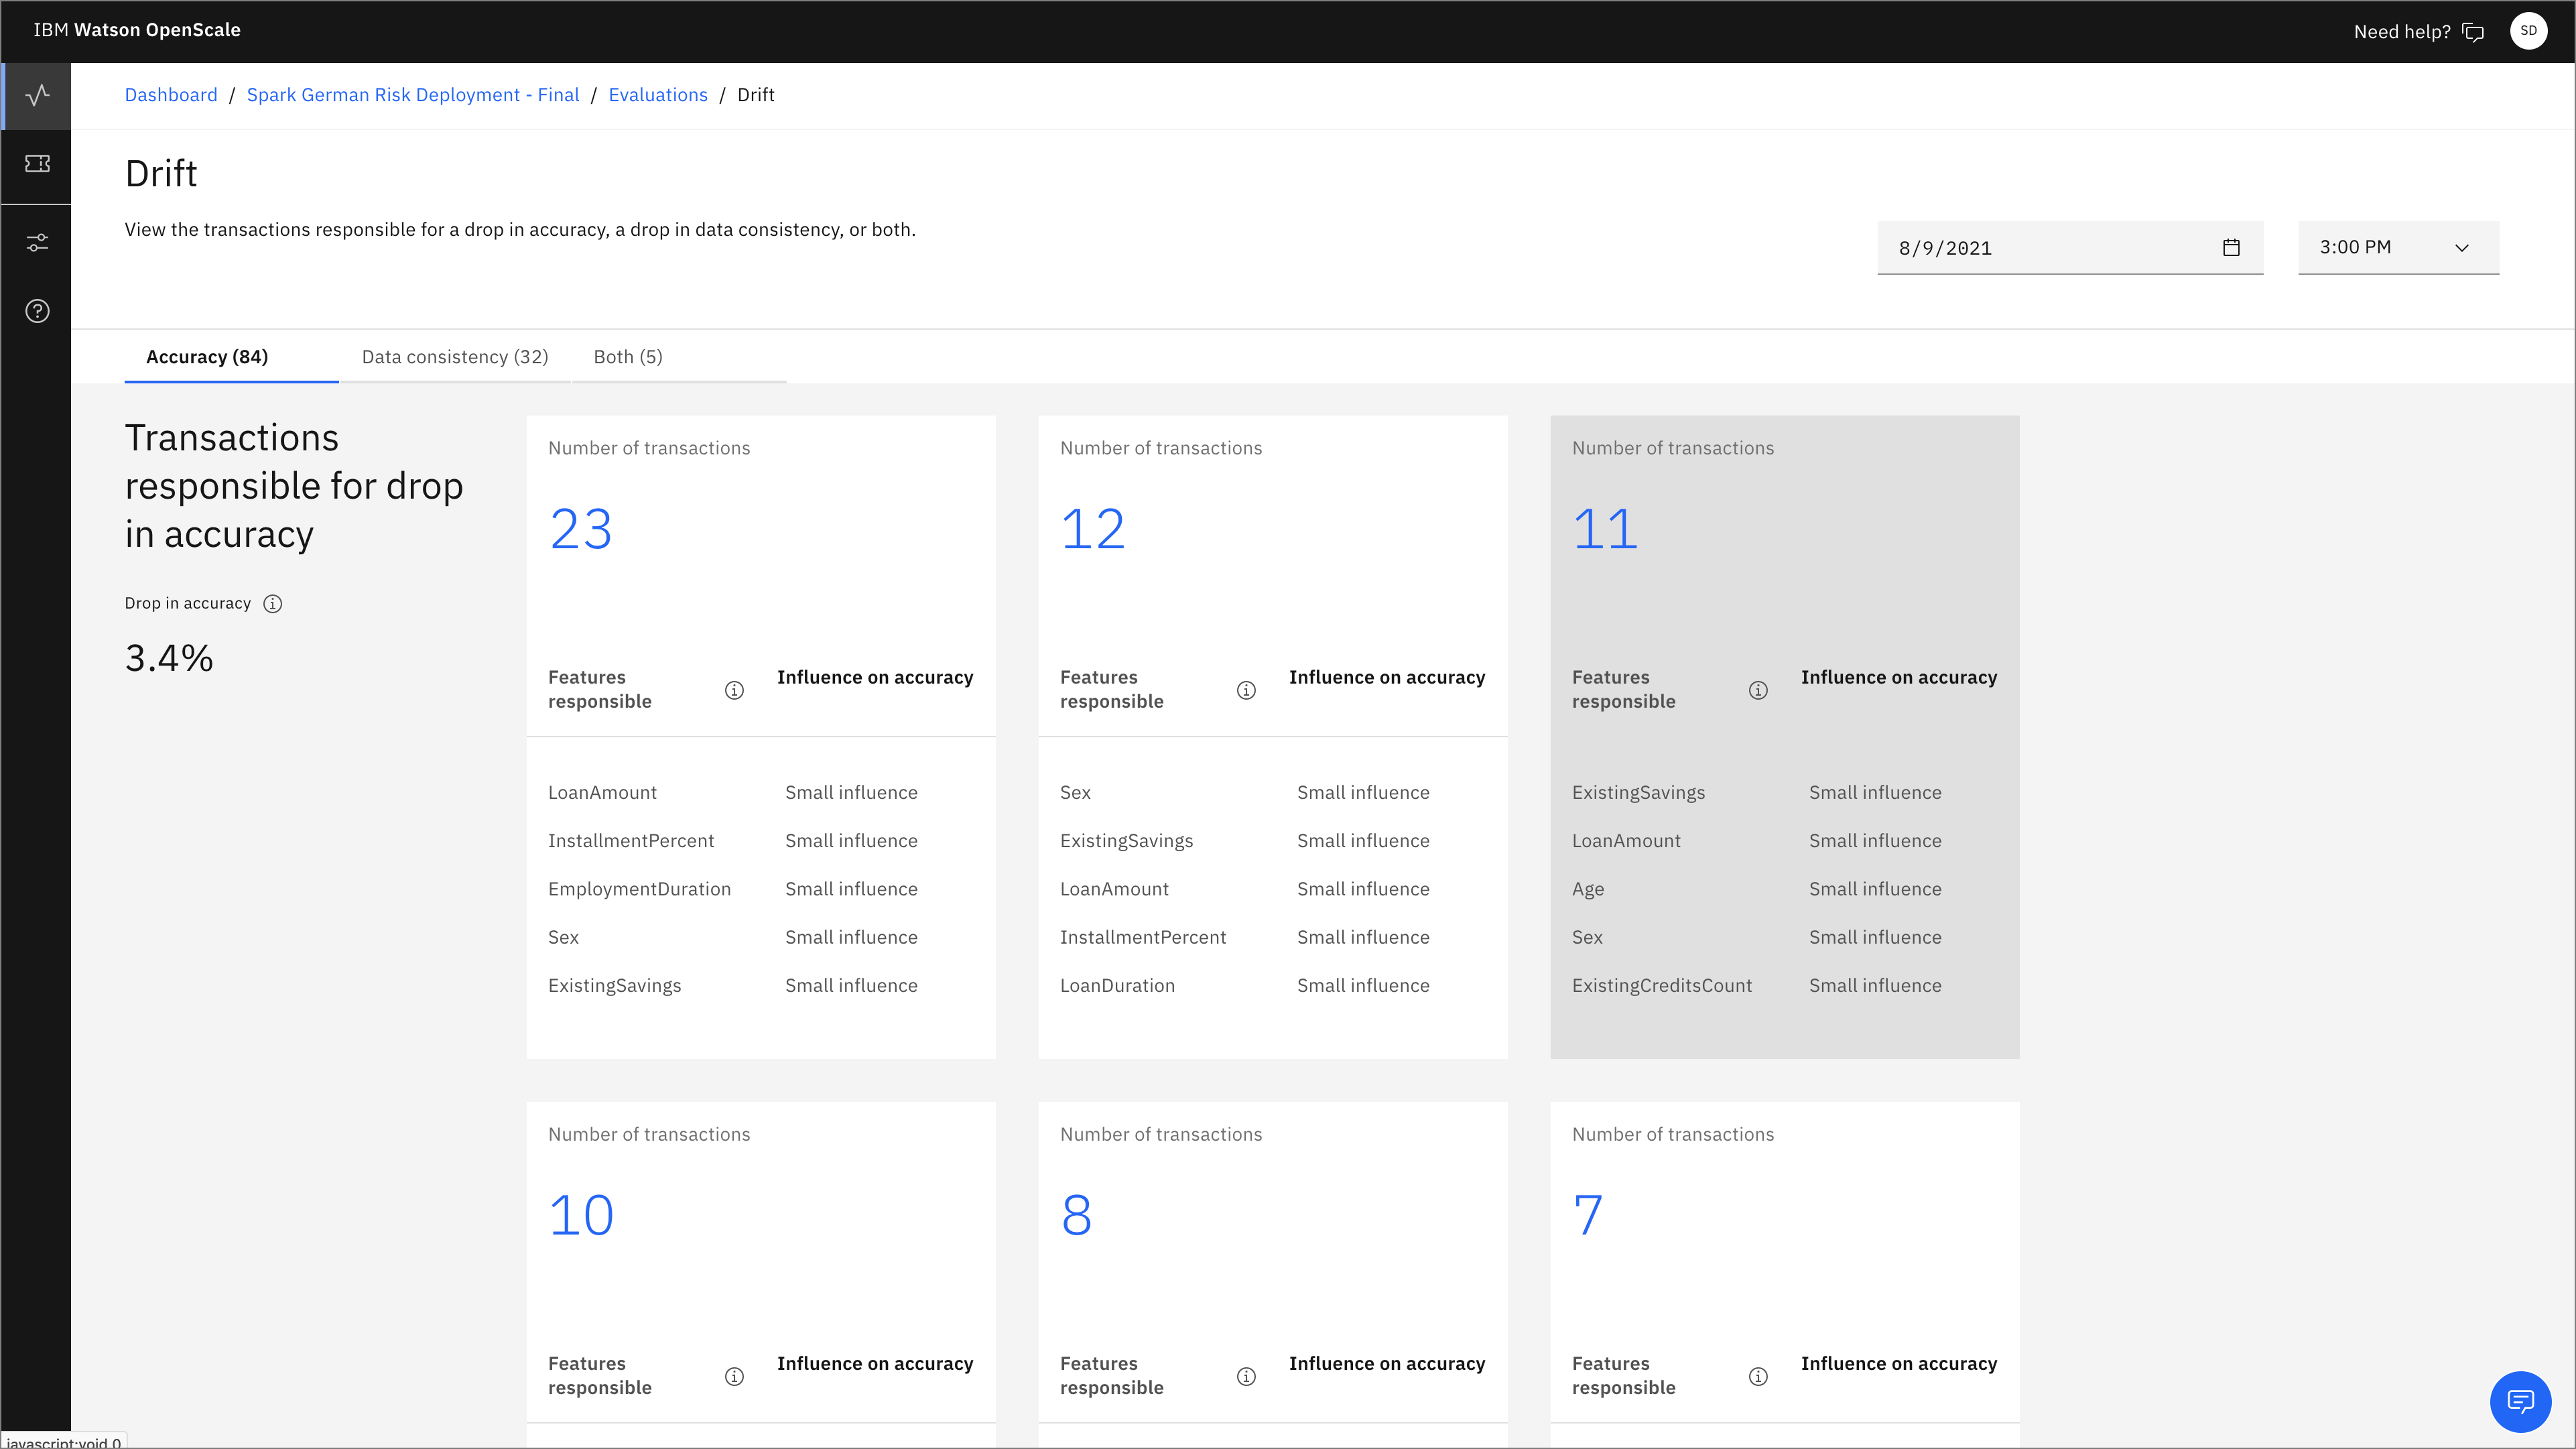 IBM Watson OpenScale
Need help?
SD
Dashboard / Spark German Risk Deployment - Final / Evaluations / Drift
Drift
View the transactions responsible for a drop in accuracy, a drop in data consistency, or both.
8/9/2021
3:00 PM
Accuracy (84)
Data consistency (32)
Both (5)
Transactions
responsible for drop
in accuracy
Drop in accuracy
3.4%
Number of transactions
23
Features
responsible
Influence on accuracy
LoanAmount Small influence
InstallmentPercent Small influence
EmploymentDuration Small influence
Sex Small influence
ExistingSavings Small influence
Number of transactions
12
Features
responsible
Influence on accuracy
Sex Small influence
ExistingSavings Small influence
LoanAmount Small influence
InstallmentPercent Small influence
LoanDuration Small influence
Number of transactions
11
Features
responsible
Influence on accuracy
ExistingSavings Small influence
LoanAmount Small influence
Age Small influence
Sex Small influence
ExistingCreditsCount Small influence
Number of transactions
10
Features
responsible
Influence on accuracy
Number of transactions
8
Features
responsible
Influence on accuracy
Number of transactions
7
Features
responsible
Influence on accuracy
javascript:void 0